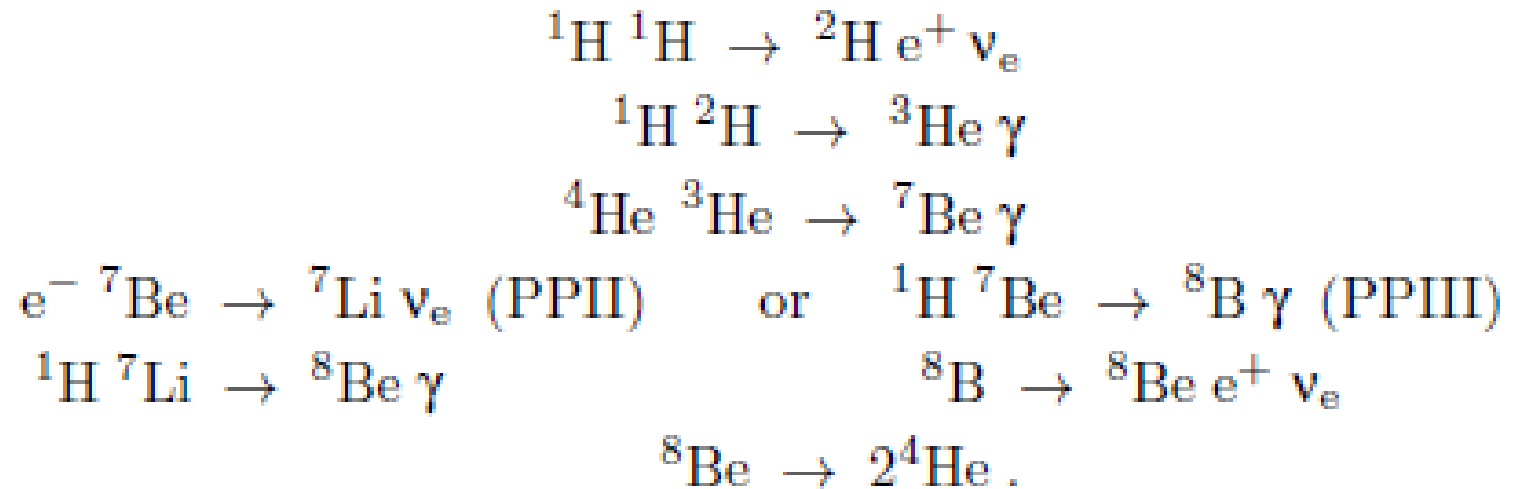 ¹H ¹H → ²H e⁺ νₑ
¹H ²H → ³He γ
⁴He ³He → ⁷Be γ
e⁻ ⁷Be → ⁷Li νₑ (PPII) or ¹H ⁷Be → ⁸B γ (PPIII)
¹H ⁷Li → ⁸Be γ ⁸B → ⁸Be e⁺ νₑ
⁸Be → 2⁴He .